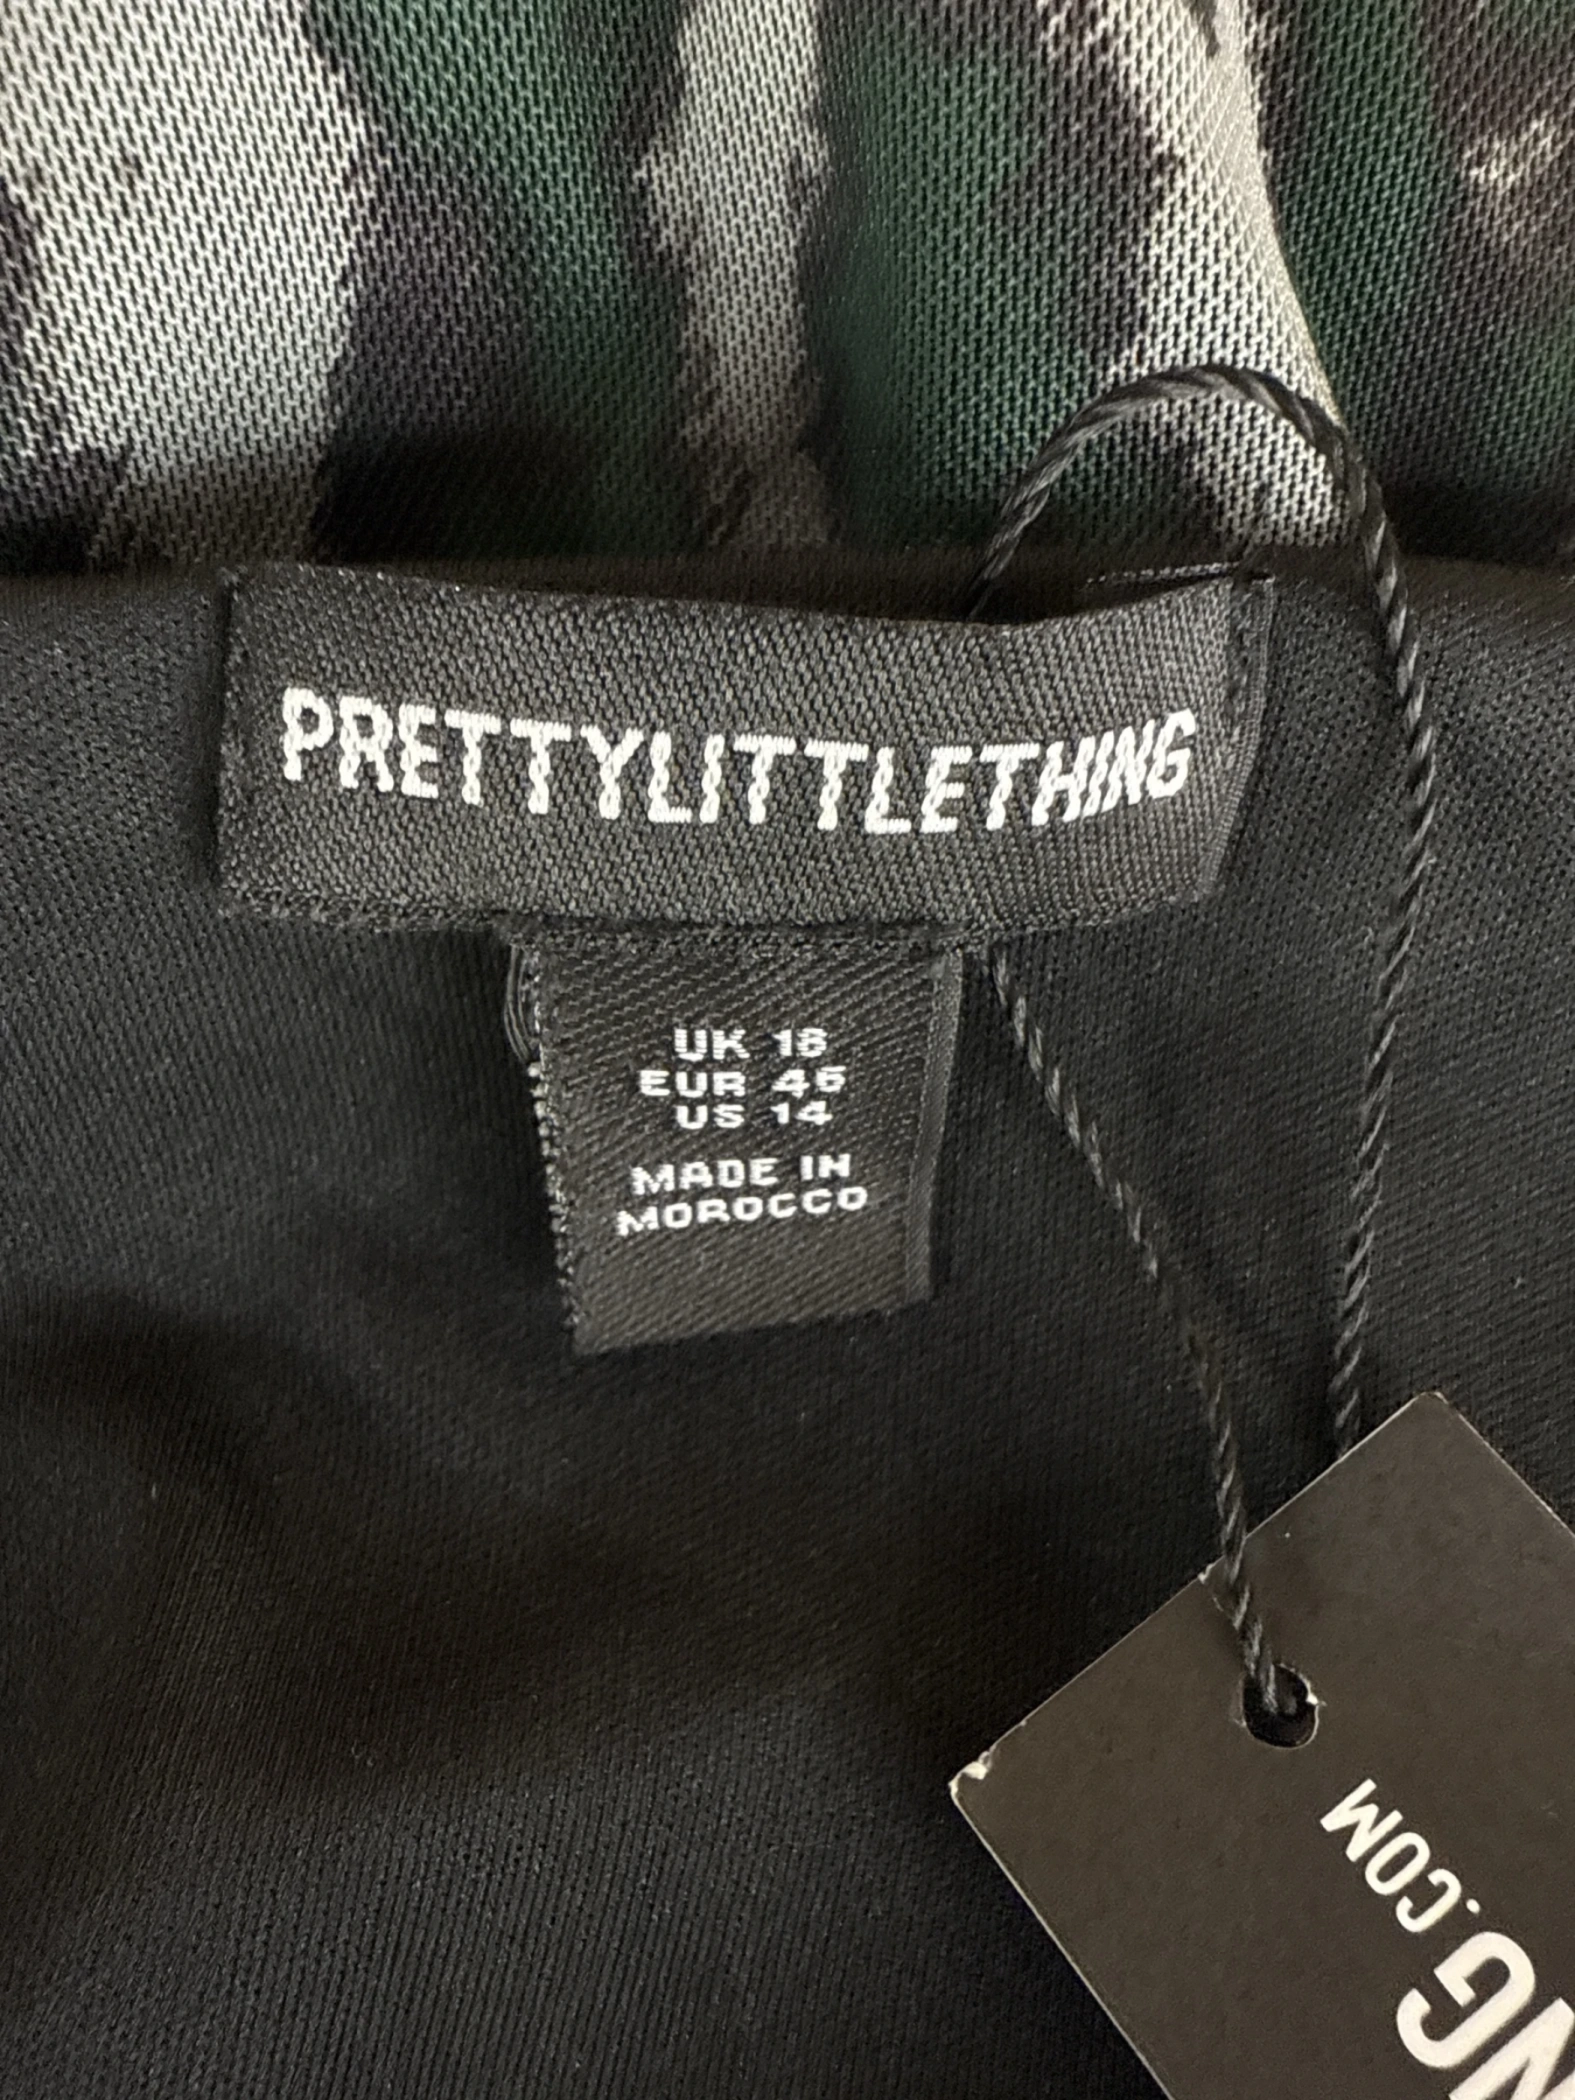 PRETTYLITTLETHING
UK 18
EUR 46
US 14
MADE IN
MOROCCO
NG.COM